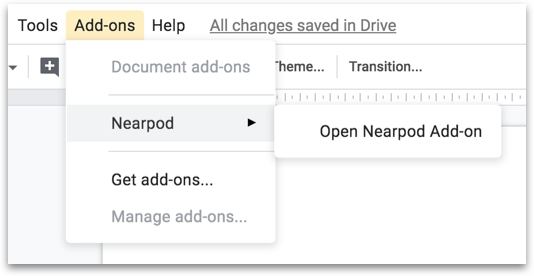 Tools Add-ons Help All changes saved in Drive
Document add-ons
Theme... Transition...
Nearpod
Open Nearpod Add-on
Get add-ons...
Manage add-ons...